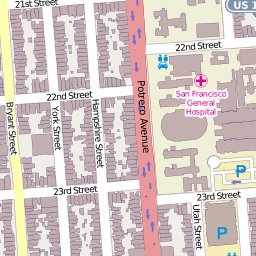 21st Street
US 1
22nd Street
22nd Street
San Francisco
General
Hospital
Potrero Avenue
Bryant Street
York Street
Hampshire Street
P
23rd Street
23rd Street
Utah Street
P